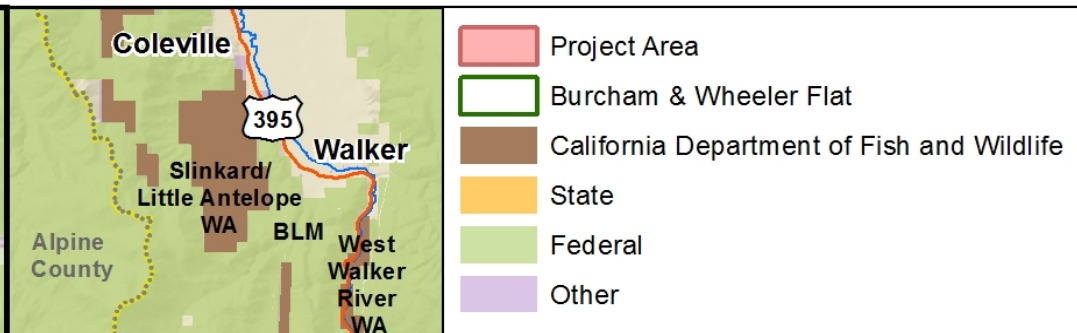 Coleville
395
Walker
Slinkard/
Little Antelope
WA
BLM
Alpine
County
West
Walker
River
WA
Project Area
Burcham & Wheeler Flat
California Department of Fish and Wildlife
State
Federal
Other